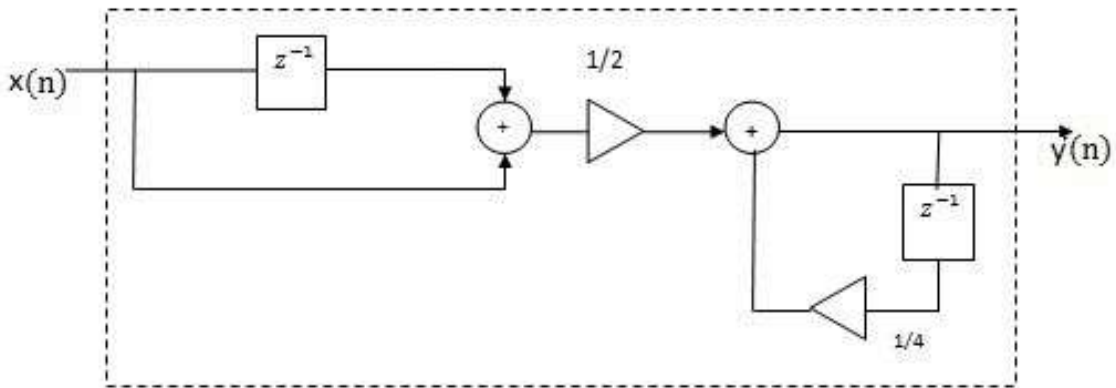 x(n)
z⁻¹
+
1/2
+
y(n)
z⁻¹
1/4